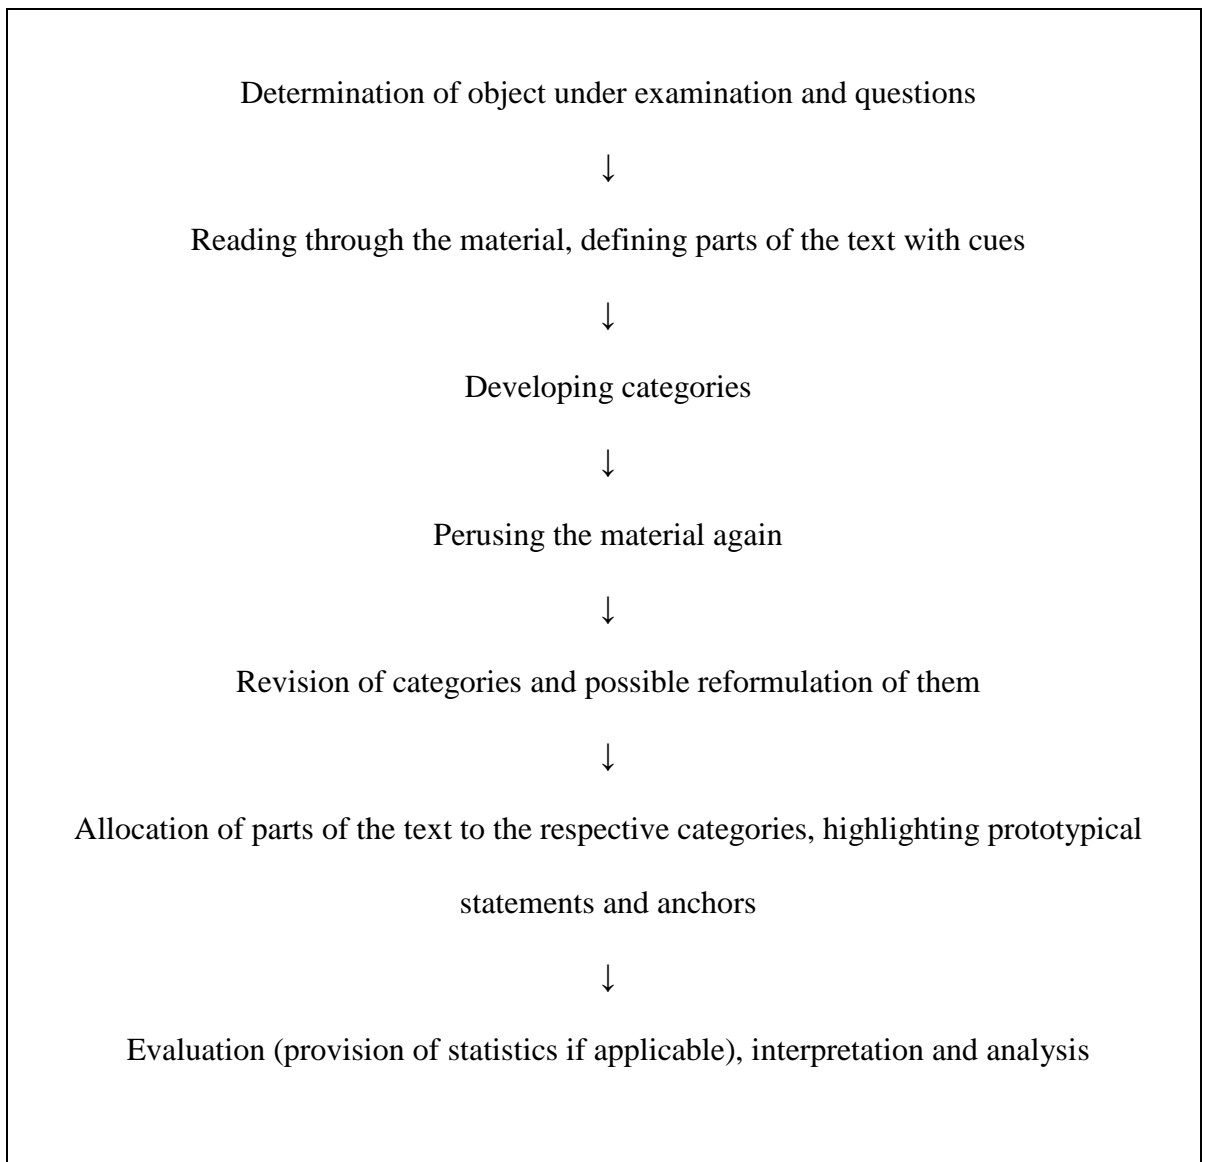 Determination of object under examination and questions
↓
Reading through the material, defining parts of the text with cues
↓
Developing categories
↓
Perusing the material again
↓
Revision of categories and possible reformulation of them
↓
Allocation of parts of the text to the respective categories, highlighting prototypical
statements and anchors
↓
Evaluation (provision of statistics if applicable), interpretation and analysis